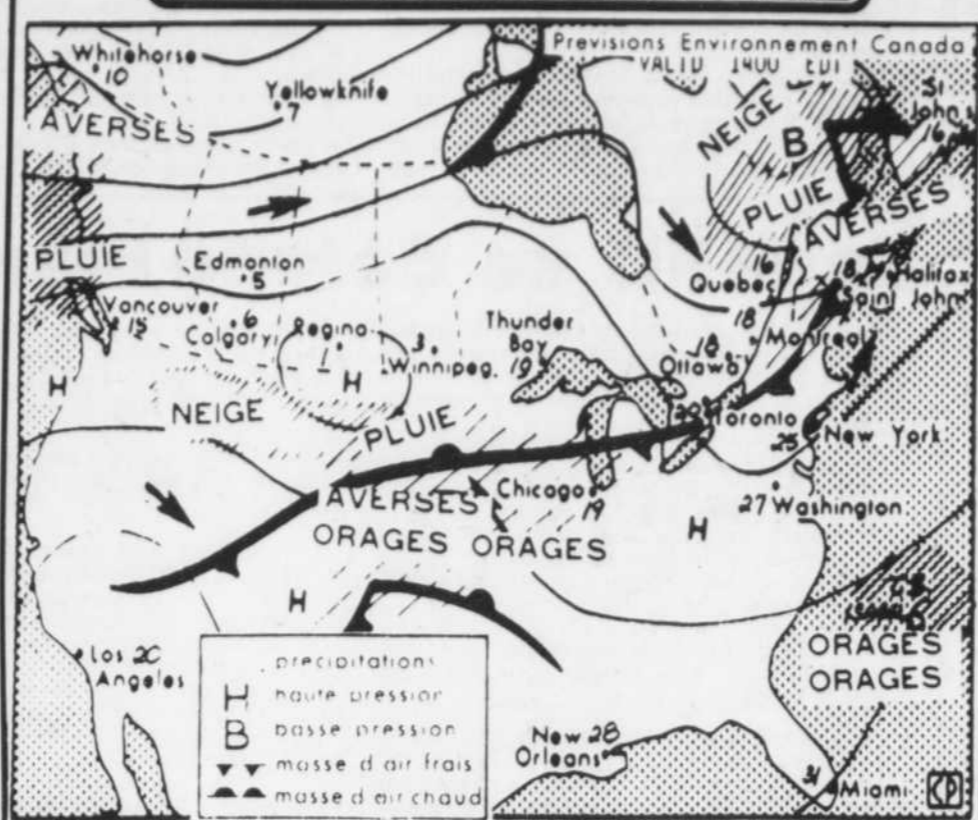 Previsions Environnement Canada
VALID 1400 EDT
Whitehorse
10
Yellowknife
7
AVERSES
NEIGE
B
St
John's
16
PLUIE
AVERSES
PLUIE
Edmonton
5
Vancouver
15
Calgary
6
Regina
1
3
Winnipeg
Thunder
Bay
19
Quebec
16
18
Halifax
Saint John
18
Montreal
18
Ottawa
H
H
NEIGE
PLUIE
20
Toronto
25
New York
AVERSES
ORAGES
ORAGES
Chicago
19
27
Washington
H
H
Los
Angeles
20
ORAGES
ORAGES
précipitations
H haute pression
B basse pression
masse d'air frais
masse d'air chaud
New
Orleans
28
31
Miami
CP